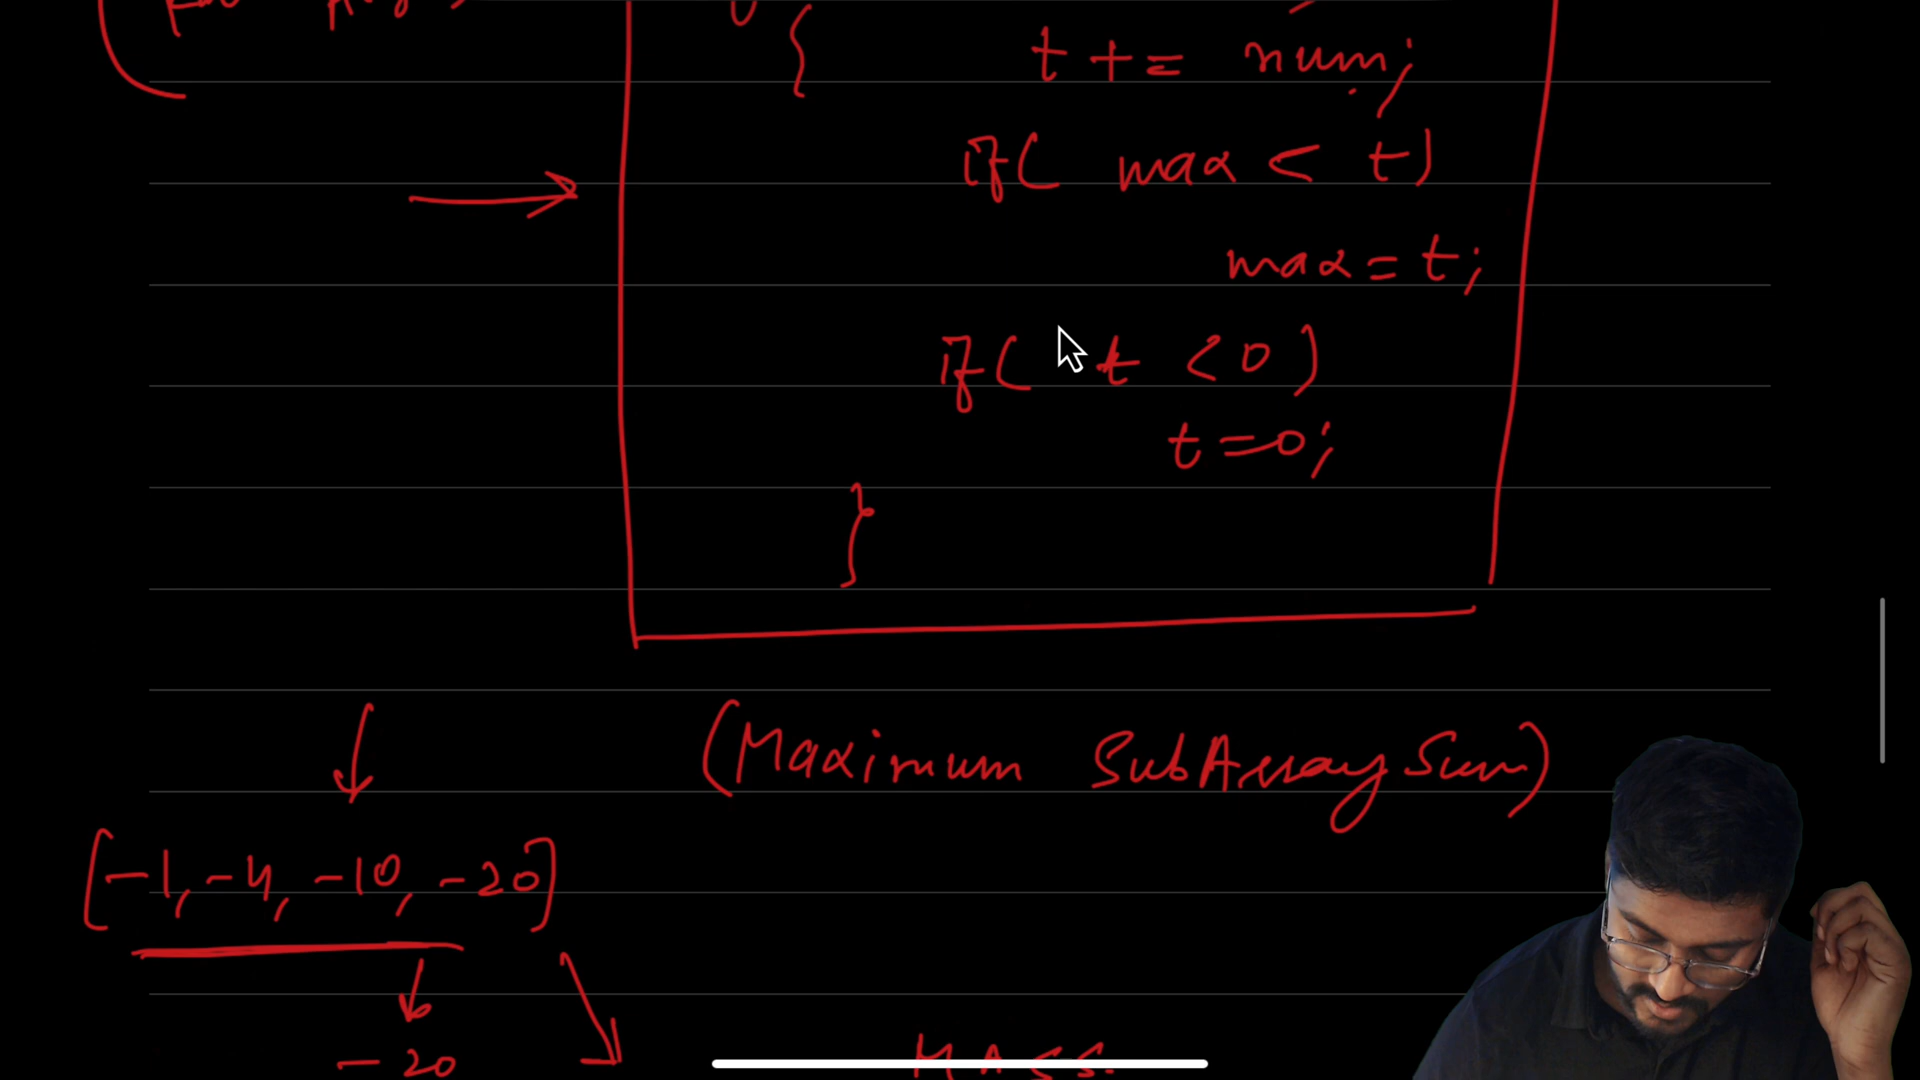 { t += num;
if( max < t)
max = t;
if( t < 0 )
t = 0;
}
(Maximum SubArray Sum)
[-1, -4, -10, -20]
-20